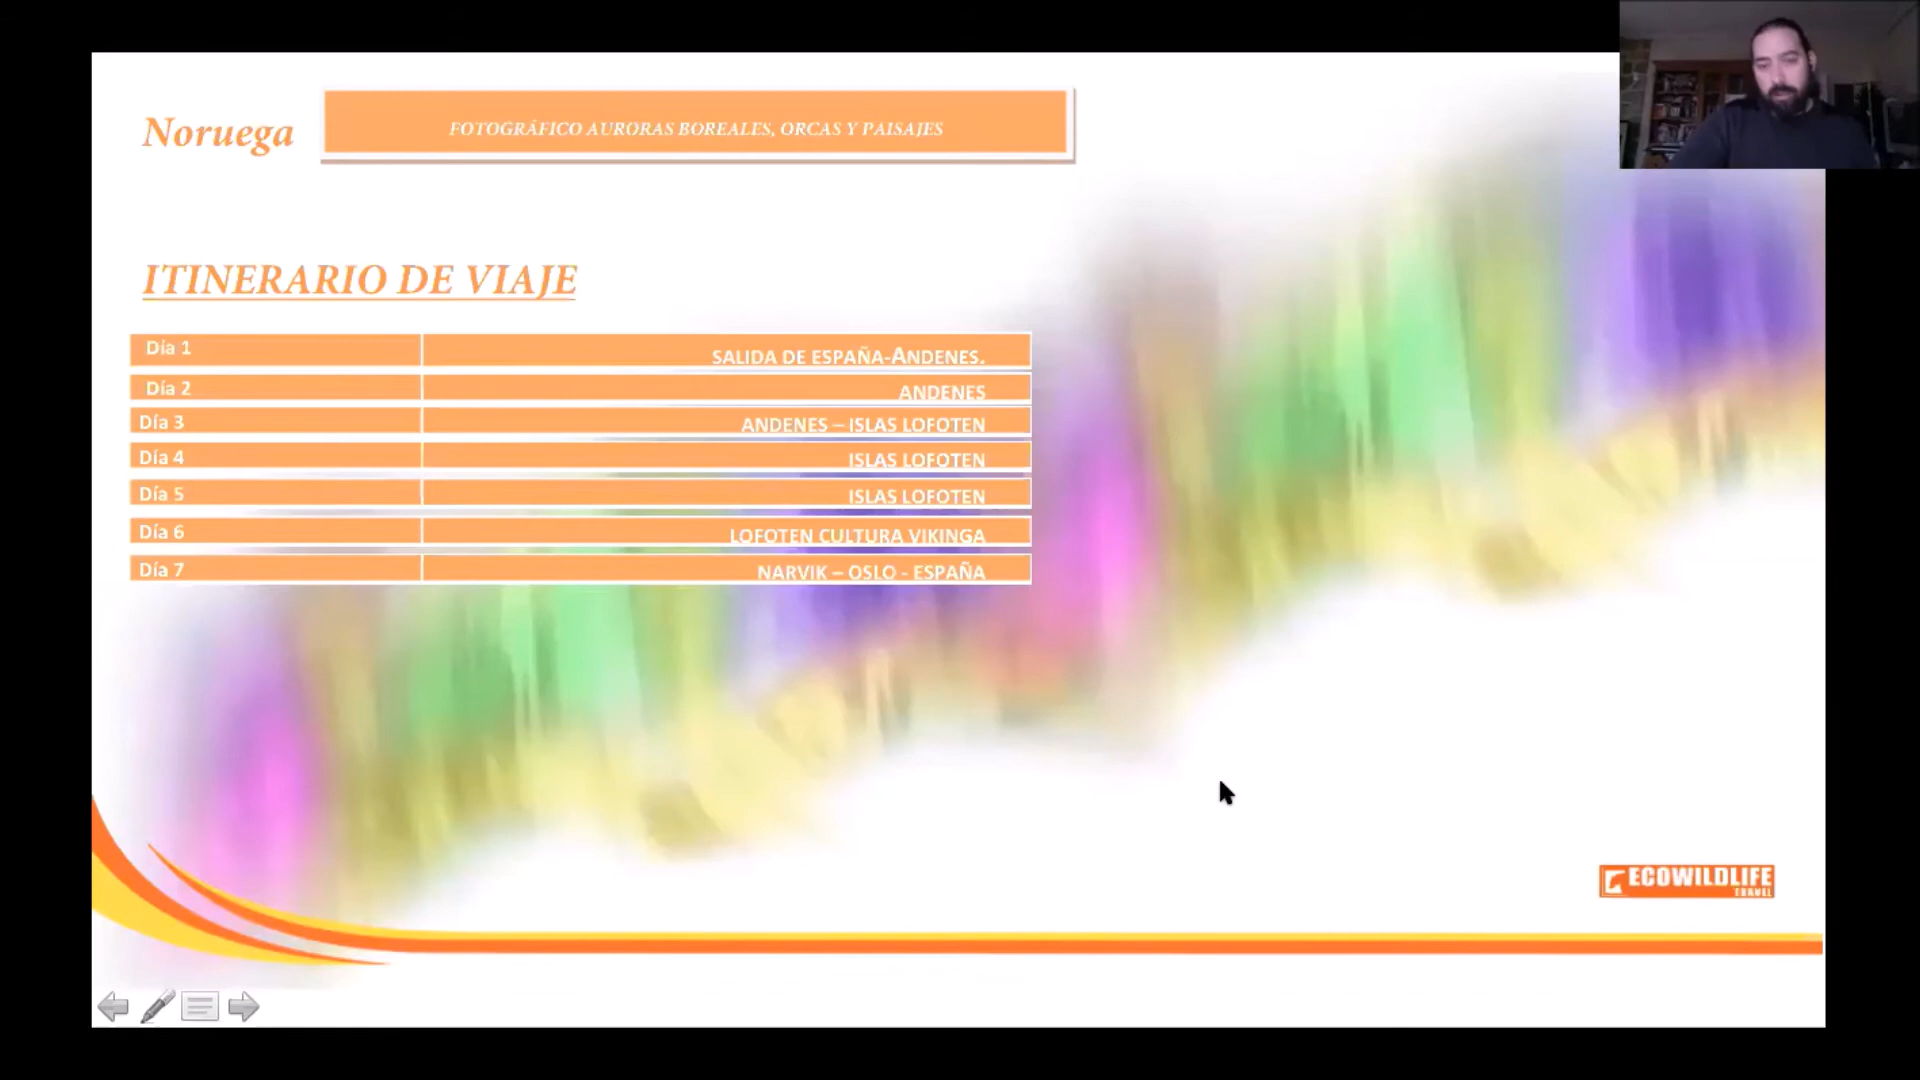 Noruega
FOTOGRÁFICO AURORAS BOREALES, ORCAS Y PAISAJES
ITINERARIO DE VIAJE
Día 1 SALIDA DE ESPAÑA-ANDENES.
Día 2 ANDENES
Día 3 ANDENES – ISLAS LOFOTEN
Día 4 ISLAS LOFOTEN
Día 5 ISLAS LOFOTEN
Día 6 LOFOTEN CULTURA VIKINGA
Día 7 NARVIK – OSLO - ESPAÑA
ECOWILDLIFE
TRAVEL